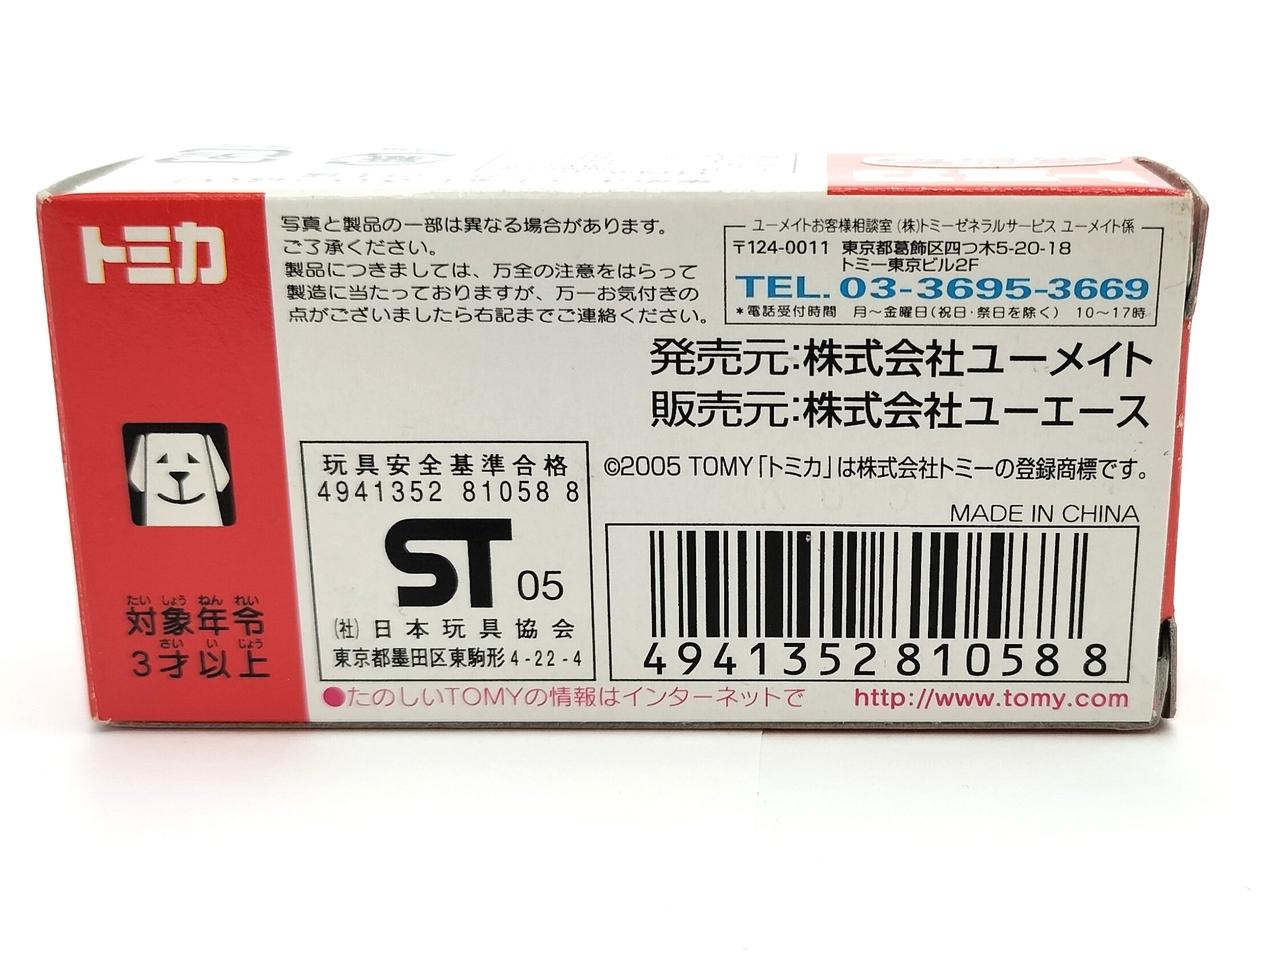 トミカ
写真と製品の一部は異なる場合があります。
ご了承ください。
製品につきましては、万全の注意をはらって
製造に当たっておりますが、万一お気付きの
点がございましたら右記までご連絡ください。
ユーメイトお客様相談室 (株)トミーゼネラルサービス ユーメイト係
〒124-0011 東京都葛飾区四つ木5-20-18
トミー東京ビル2F
TEL. 03-3695-3669
*電話受付時間 月〜金曜日(祝日・祭日を除く) 10〜17時
発売元:株式会社ユーメイト
販売元:株式会社ユーエース
©2005 TOMY「トミカ」は株式会社トミーの登録商標です。
MADE IN CHINA
玩具安全基準合格
4941352 81058 8
ST 05
(社)日本玩具協会
東京都墨田区東駒形4-22-4
4941352810588
たい しょう ねん れい
対象年令
さい い じょう
3才以上
●たのしいTOMYの情報はインターネットで http://www.tomy.com